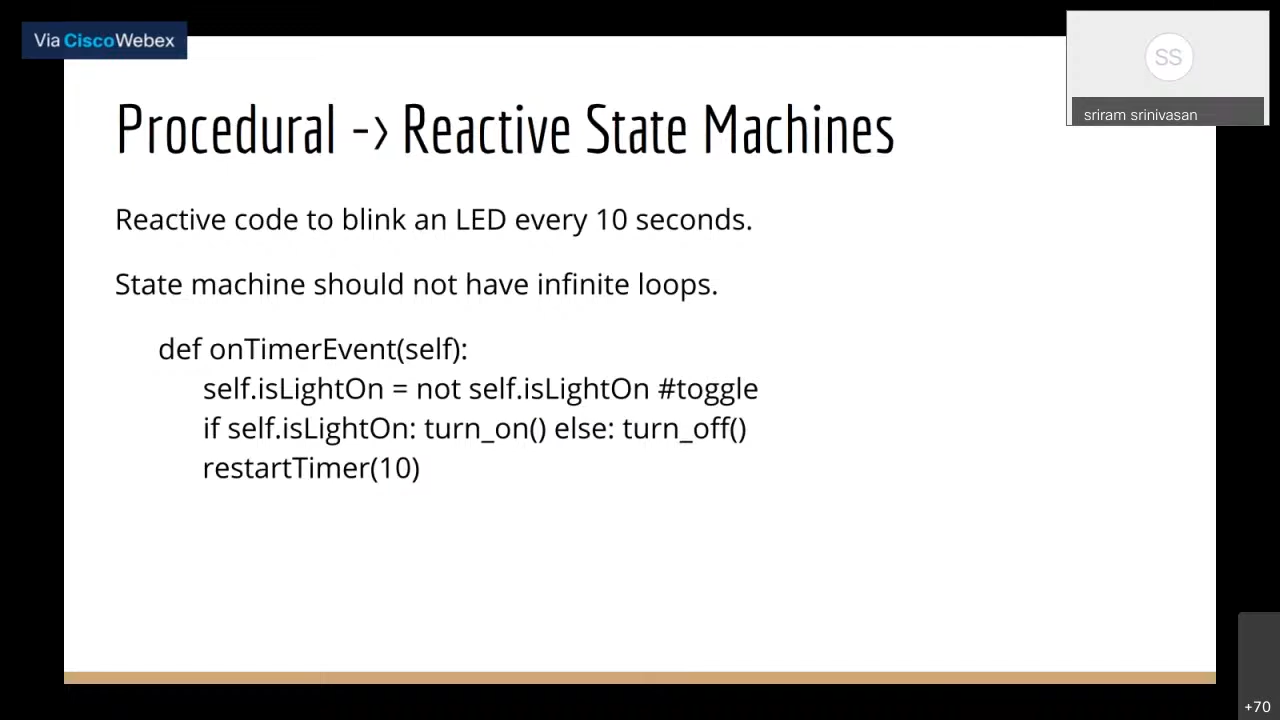 Via CiscoWebex
SS
sriram srinivasan
Procedural -> Reactive State Machines
Reactive code to blink an LED every 10 seconds.
State machine should not have infinite loops.
def onTimerEvent(self):
self.isLightOn = not self.isLightOn #toggle
if self.isLightOn: turn_on() else: turn_off()
restartTimer(10)
+70